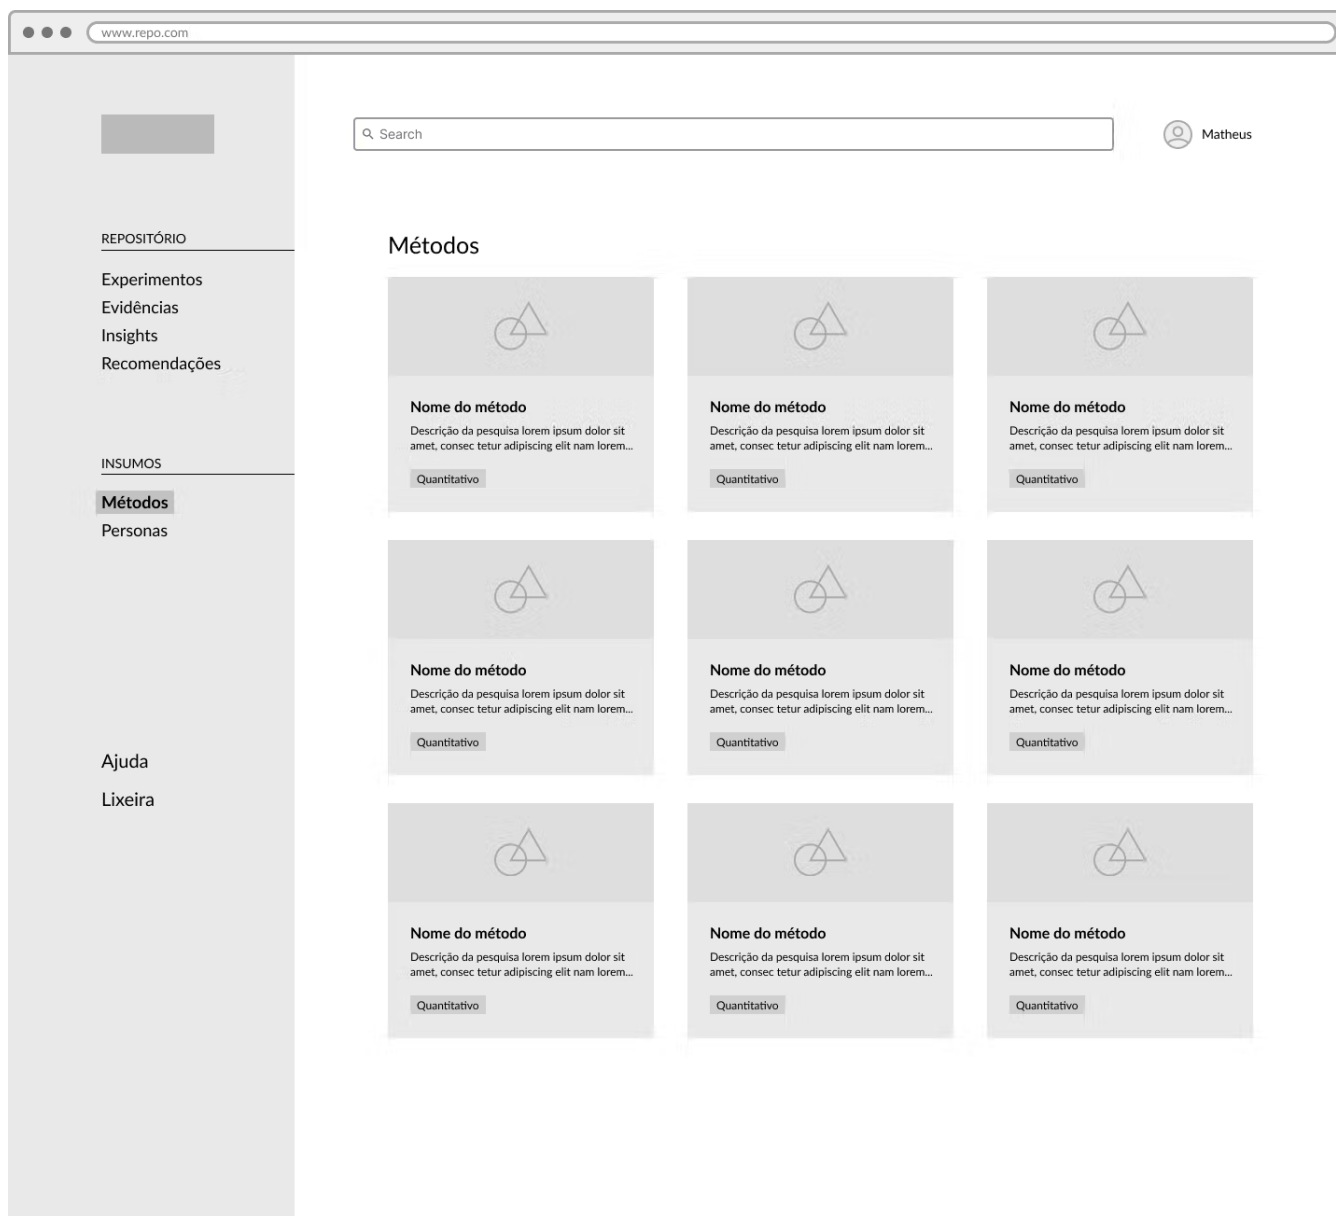 www.repo.com
Search
Matheus
REPOSITÓRIO
Experimentos
Evidências
Insights
Recomendações
INSUMOS
Métodos
Personas
Ajuda
Lixeira
Métodos
Nome do método
Descrição da pesquisa lorem ipsum dolor sit
amet, consec tetur adipiscing elit nam lorem...
Quantitativo
Nome do método
Descrição da pesquisa lorem ipsum dolor sit
amet, consec tetur adipiscing elit nam lorem...
Quantitativo
Nome do método
Descrição da pesquisa lorem ipsum dolor sit
amet, consec tetur adipiscing elit nam lorem...
Quantitativo
Nome do método
Descrição da pesquisa lorem ipsum dolor sit
amet, consec tetur adipiscing elit nam lorem...
Quantitativo
Nome do método
Descrição da pesquisa lorem ipsum dolor sit
amet, consec tetur adipiscing elit nam lorem...
Quantitativo
Nome do método
Descrição da pesquisa lorem ipsum dolor sit
amet, consec tetur adipiscing elit nam lorem...
Quantitativo
Nome do método
Descrição da pesquisa lorem ipsum dolor sit
amet, consec tetur adipiscing elit nam lorem...
Quantitativo
Nome do método
Descrição da pesquisa lorem ipsum dolor sit
amet, consec tetur adipiscing elit nam lorem...
Quantitativo
Nome do método
Descrição da pesquisa lorem ipsum dolor sit
amet, consec tetur adipiscing elit nam lorem...
Quantitativo